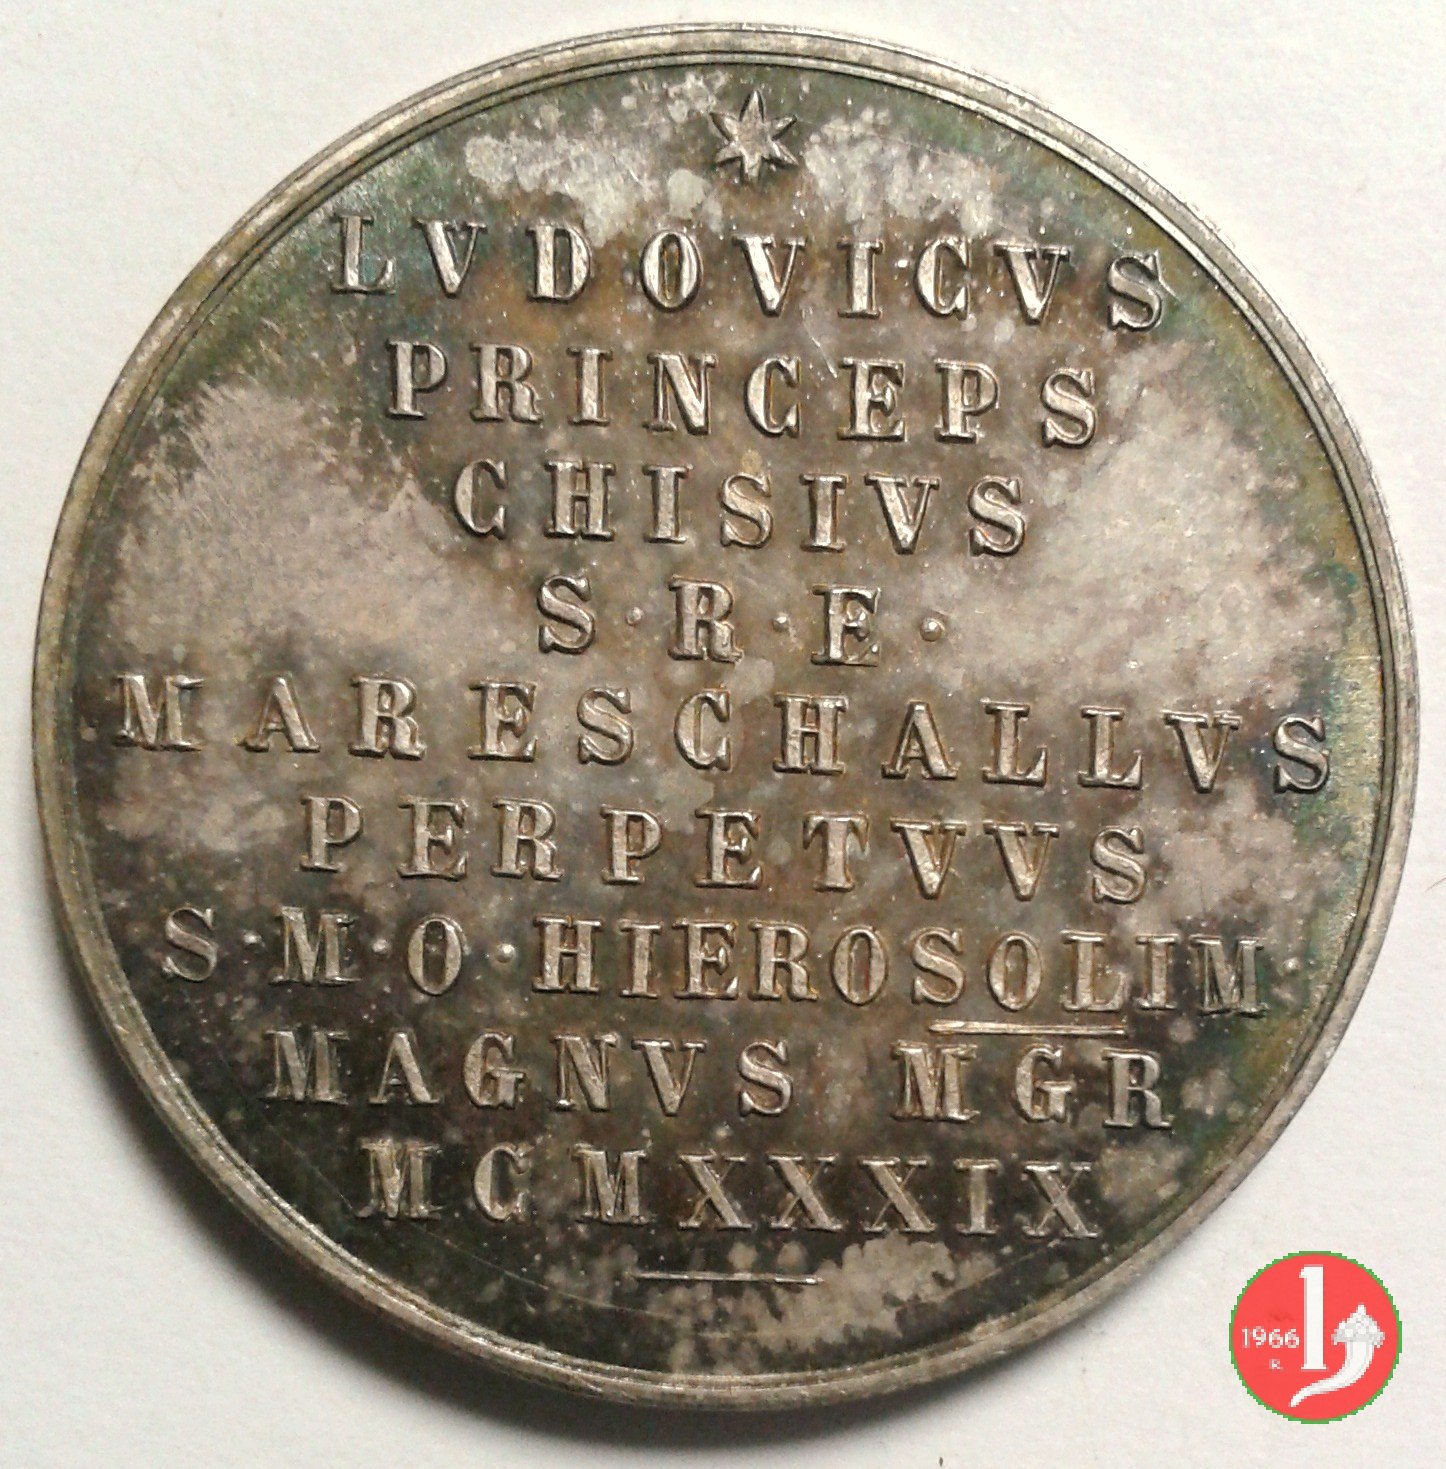 LVDOVICVS
PRINCEPS
CHISIVS
S·R·E·
MARESCHALLVS
PERPETVVS
S·M·O·HIEROSOLIM
MAGNVS MGR
MCMXXXIX
1966
R